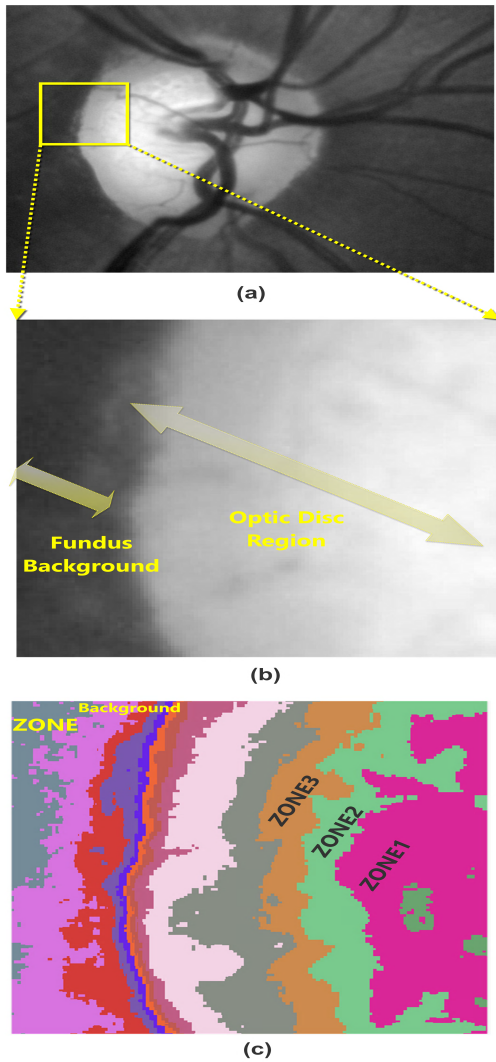 (a)
Optic Disc
Region
Fundus
Background
(b)
Background
ZONE
ZONE3
ZONE2
ZONE1
(c)